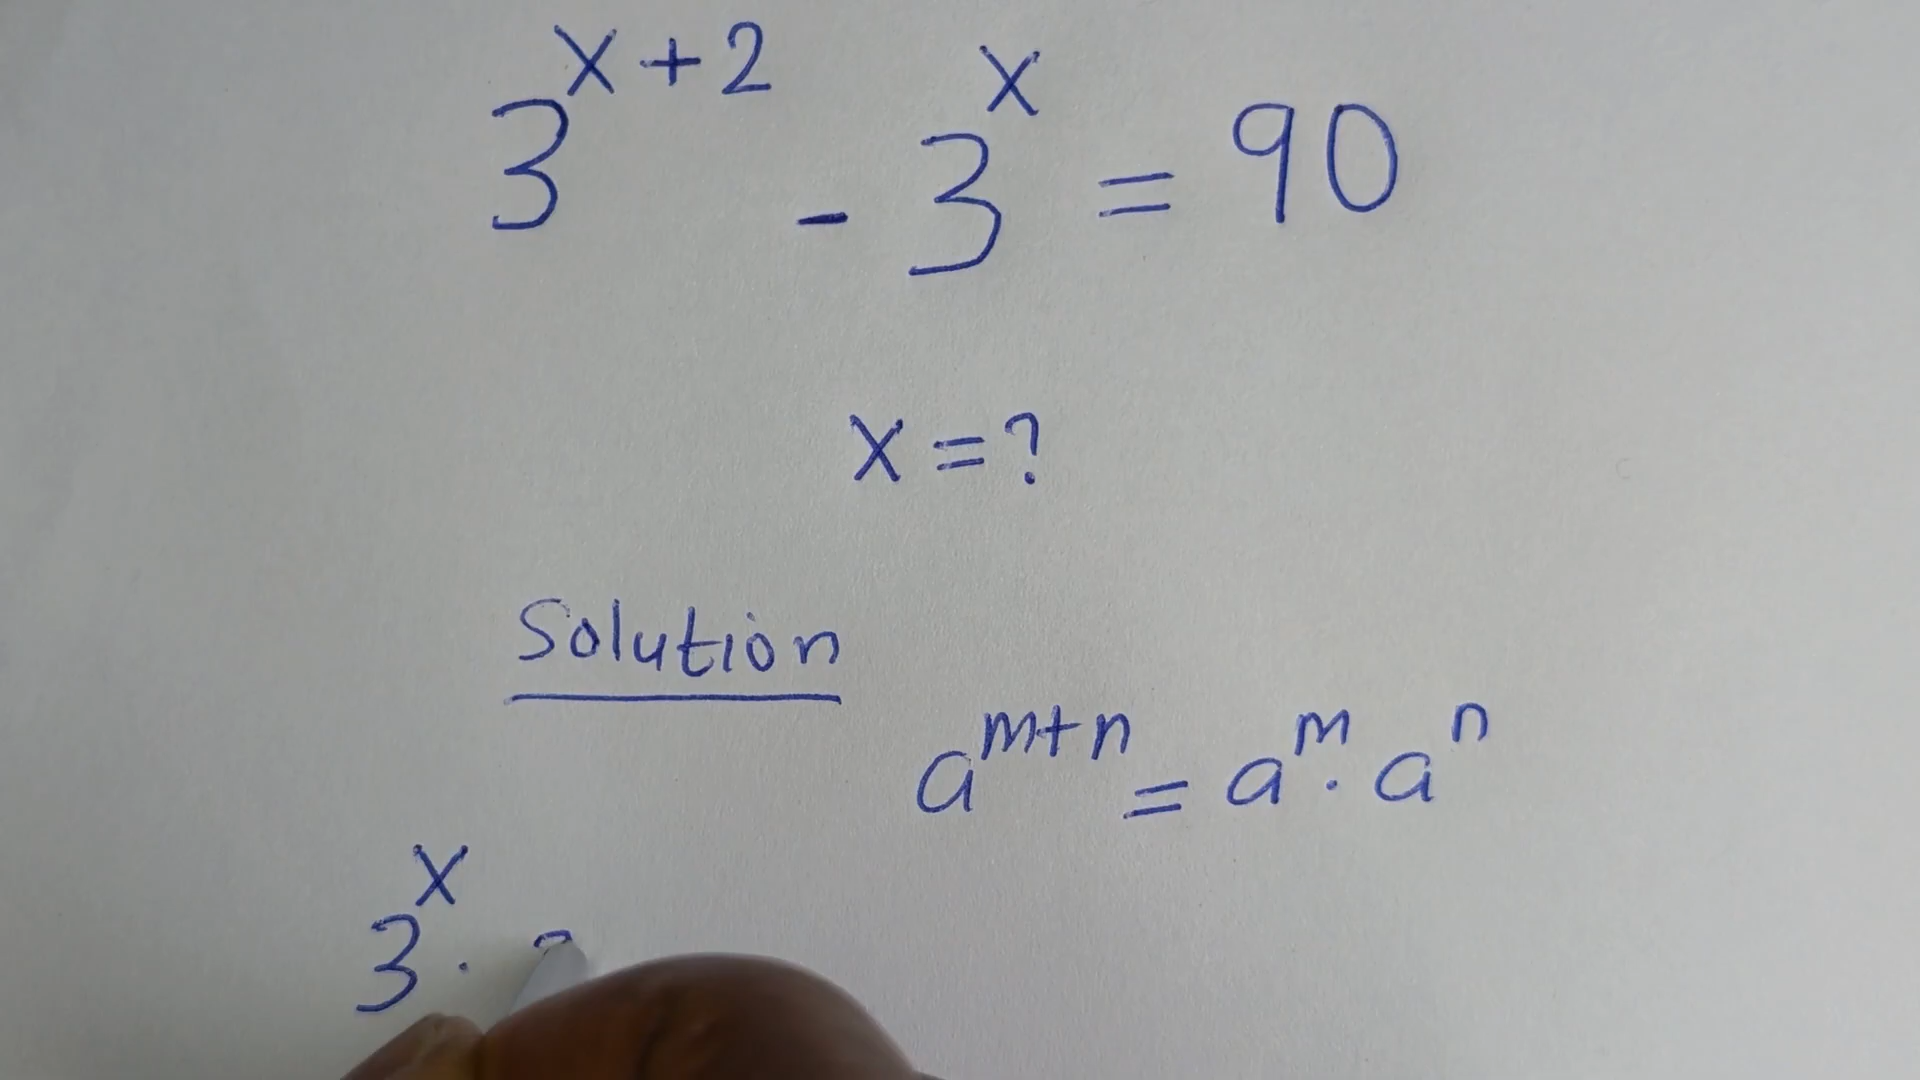 3^{x+2} - 3^x = 90
x = ?
Solution
a^{m+n} = a^m · a^n
3^x ·